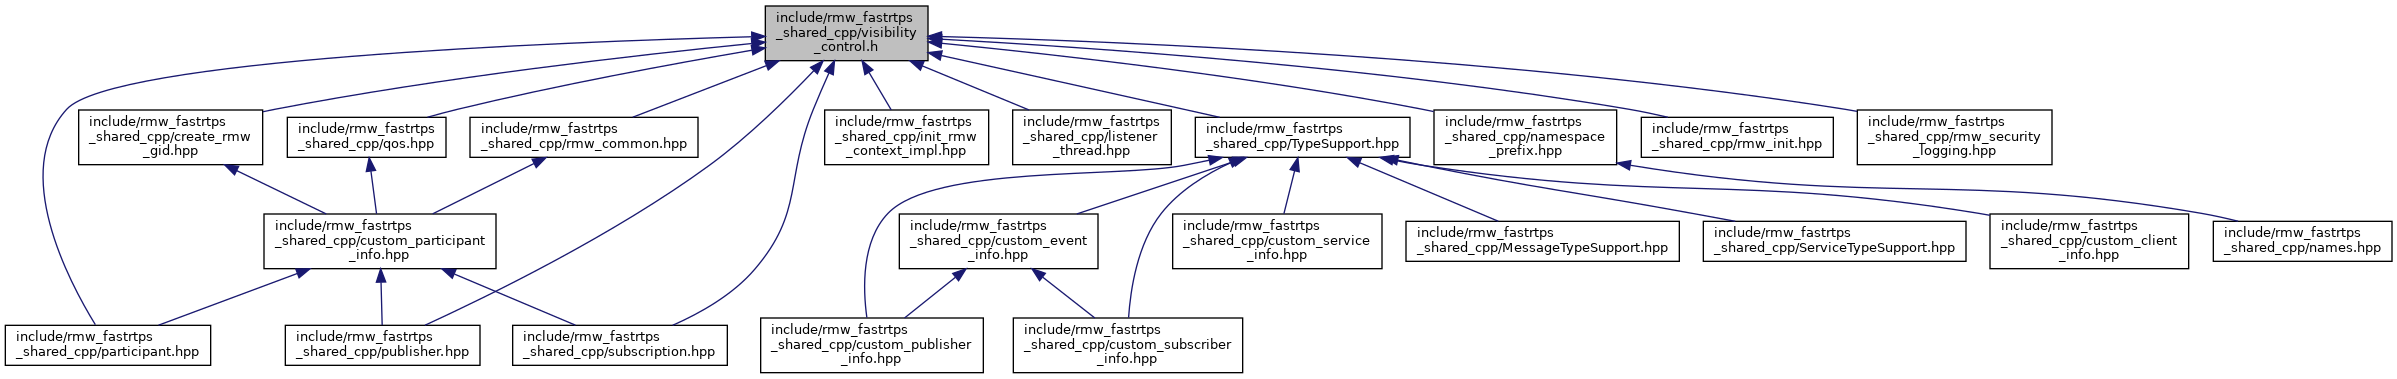 include/rmw_fastrtps
_shared_cpp/visibility
_control.h
include/rmw_fastrtps
_shared_cpp/create_rmw
_gid.hpp
include/rmw_fastrtps
_shared_cpp/qos.hpp
include/rmw_fastrtps
_shared_cpp/rmw_common.hpp
include/rmw_fastrtps
_shared_cpp/init_rmw
_context_impl.hpp
include/rmw_fastrtps
_shared_cpp/listener
_thread.hpp
include/rmw_fastrtps
_shared_cpp/TypeSupport.hpp
include/rmw_fastrtps
_shared_cpp/namespace
_prefix.hpp
include/rmw_fastrtps
_shared_cpp/rmw_init.hpp
include/rmw_fastrtps
_shared_cpp/rmw_security
_logging.hpp
include/rmw_fastrtps
_shared_cpp/custom_participant
_info.hpp
include/rmw_fastrtps
_shared_cpp/custom_event
_info.hpp
include/rmw_fastrtps
_shared_cpp/custom_service
_info.hpp
include/rmw_fastrtps
_shared_cpp/MessageTypeSupport.hpp
include/rmw_fastrtps
_shared_cpp/ServiceTypeSupport.hpp
include/rmw_fastrtps
_shared_cpp/custom_client
_info.hpp
include/rmw_fastrtps
_shared_cpp/names.hpp
include/rmw_fastrtps
_shared_cpp/participant.hpp
include/rmw_fastrtps
_shared_cpp/publisher.hpp
include/rmw_fastrtps
_shared_cpp/subscription.hpp
include/rmw_fastrtps
_shared_cpp/custom_publisher
_info.hpp
include/rmw_fastrtps
_shared_cpp/custom_subscriber
_info.hpp